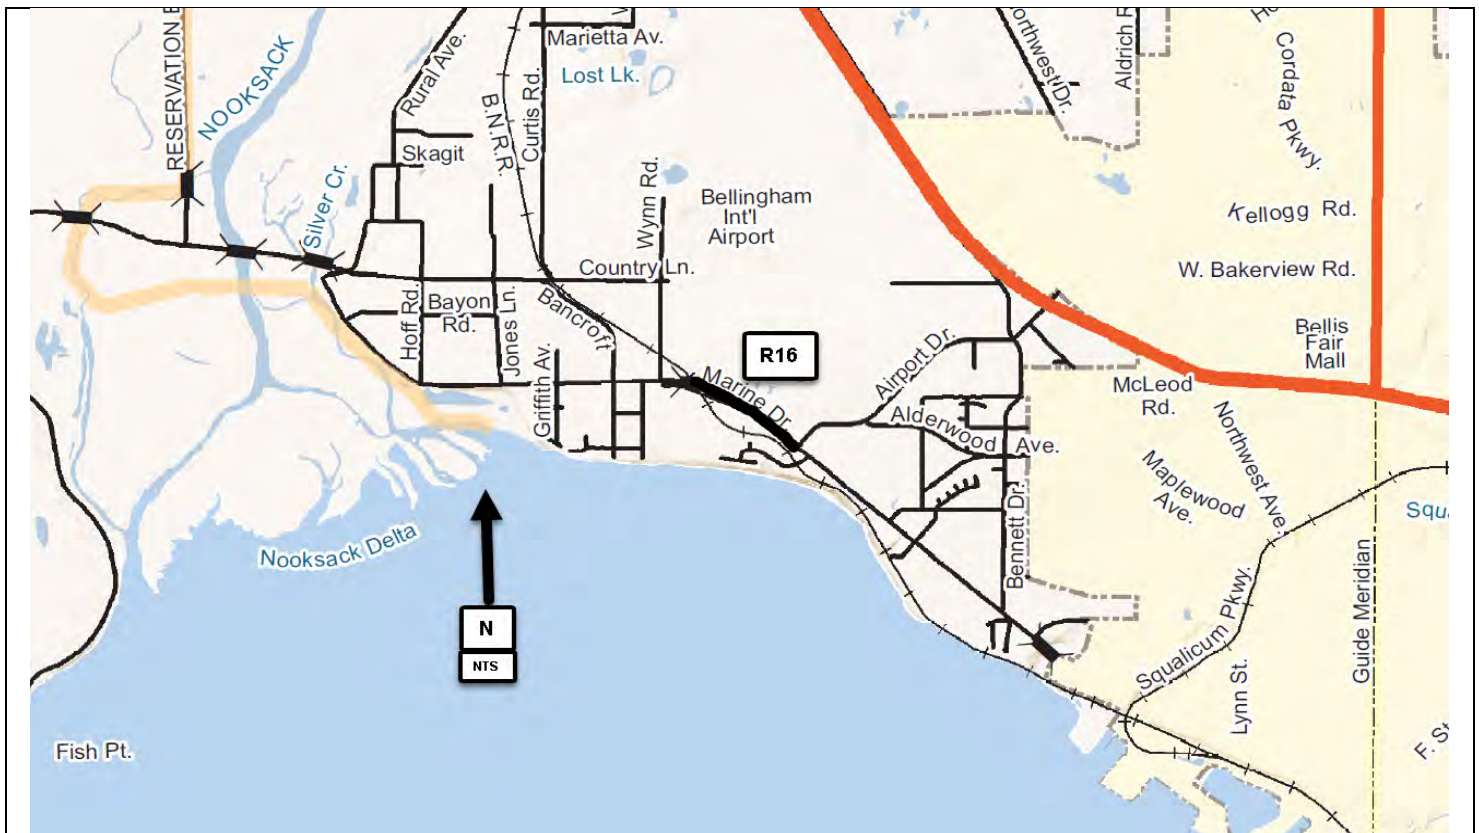 RESERVATION
NOOKSACK
Rural Ave.
B.N.R.R.
Curtis Rd.
Marietta Av.
Lost Lk.
Northwest Dr.
Aldrich R
Cordata Pkwy.
Skagit
Silver Cr.
Wynn Rd.
Bellingham
Int'l
Airport
Kellogg Rd.
Country Ln.
W. Bakerview Rd.
Hoff Rd.
Bayon
Rd.
Jones Ln.
Bancroft
Griffith Av.
R16
Marine Dr.
Airport Dr.
Alderwood Ave.
Bellis
Fair
Mall
McLeod
Rd.
Northwest Ave.
Maplewood
Ave.
Squa
Nooksack Delta
Bennett Dr.
Guide Meridian
Squalicum Pkwy.
Lynn St.
N
NTS
Fish Pt.
F. St